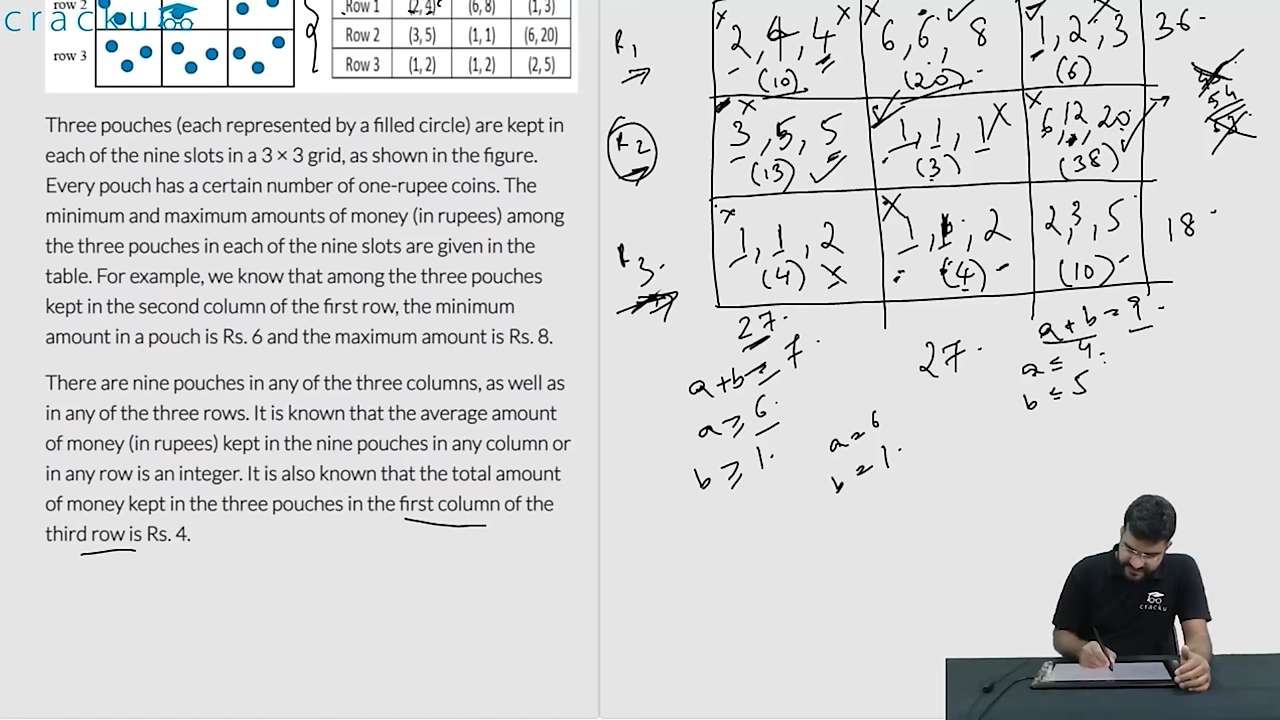 cracku
row 2
row 3
Row 1 (2, 4) (6, 8) (1, 3)
Row 2 (3, 5) (1, 1) (6, 20)
Row 3 (1, 2) (1, 2) (2, 5)
Three pouches (each represented by a filled circle) are kept in
each of the nine slots in a 3 × 3 grid, as shown in the figure.
Every pouch has a certain number of one-rupee coins. The
minimum and maximum amounts of money (in rupees) among
the three pouches in each of the nine slots are given in the
table. For example, we know that among the three pouches
kept in the second column of the first row, the minimum
amount in a pouch is Rs. 6 and the maximum amount is Rs. 8.
There are nine pouches in any of the three columns, as well as
in any of the three rows. It is known that the average amount
of money (in rupees) kept in the nine pouches in any column or
in any row is an integer. It is also known that the total amount
of money kept in the three pouches in the first column of the
third row is Rs. 4.
R1 2, 4, 4 6, 6, 8 1, 2, 3 36
(10) (20) (6)
R2 3, 5, 5 1, 1, 1 6, 12, 20 54
(13) (3) (38)
R3 1, 1, 2 1, 1, 2 2, 3, 5 18
(4) (4) (10)
27 27 a + b = 9
a + b = 7 a ≤ 4
a ≥ 6 b ≤ 5
b ≥ 1 a = 6
b = 1
cracku